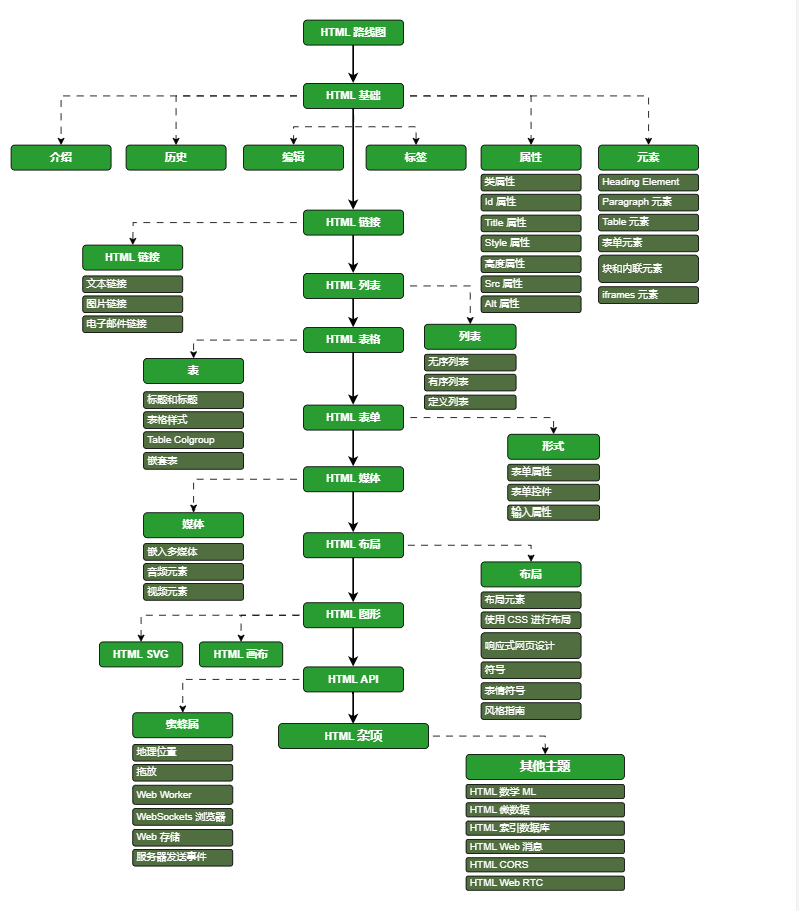 HTML 路线图
HTML 基础
介绍
历史
编辑
标签
属性
类属性
Id 属性
Title 属性
Style 属性
高度属性
Src 属性
Alt 属性
元素
Heading Element
Paragraph 元素
Table 元素
表单元素
块和内联元素
iframes 元素
HTML 链接
HTML 链接
文本链接
图片链接
电子邮件链接
HTML 列表
列表
无序列表
有序列表
定义列表
HTML 表格
表
标题和标题
表格样式
Table Colgroup
嵌套表
HTML 表单
形式
表单属性
表单控件
输入属性
HTML 媒体
媒体
嵌入多媒体
音频元素
视频元素
HTML 布局
布局
布局元素
使用 CSS 进行布局
响应式网页设计
符号
表情符号
风格指南
HTML 图形
HTML SVG
HTML 画布
HTML API
蜜蜂属
地理位置
拖放
Web Worker
WebSockets 浏览器
Web 存储
服务器发送事件
HTML 杂项
其他主题
HTML 数学 ML
HTML 微数据
HTML 索引数据库
HTML Web 消息
HTML CORS
HTML Web RTC